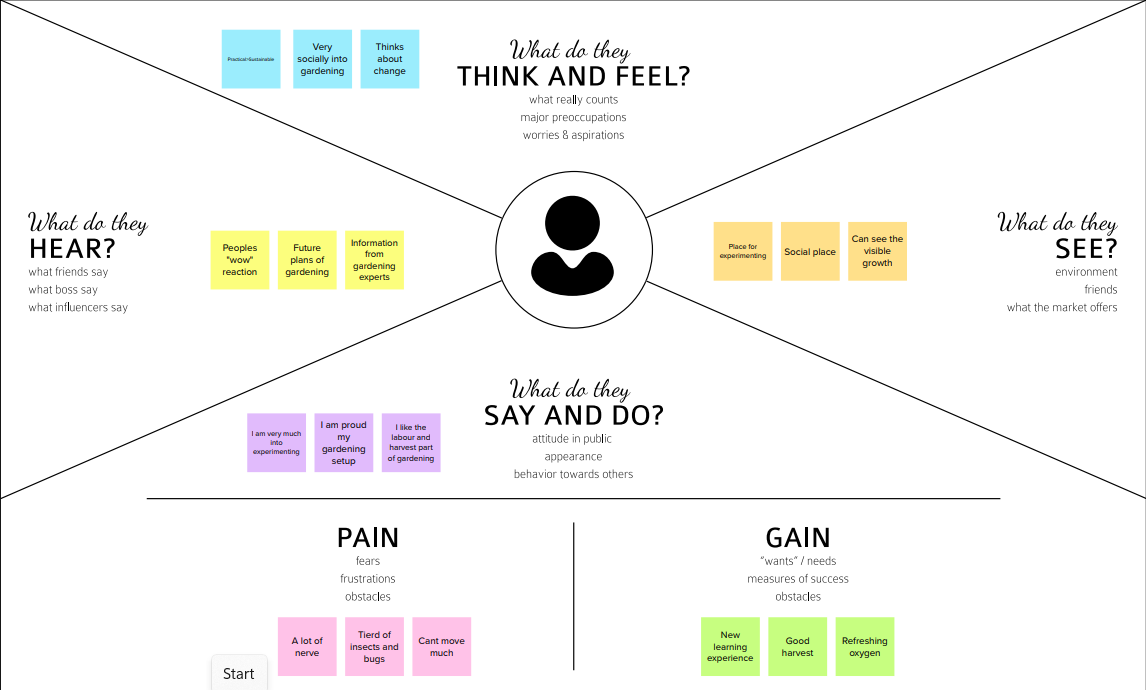 Practical>Sustainable
Very
socially into
gardening
Thinks
about
change
What do they
THINK AND FEEL?
what really counts
major preoccupations
worries & aspirations
What do they
HEAR?
what friends say
what boss say
what influencers say
Peoples
"wow"
reaction
Future
plans of
gardening
Information
from
gardening
experts
Place for
experimenting
Social place
Can see the
visible
growth
What do they
SEE?
environment
friends
what the market offers
What do they
SAY AND DO?
attitude in public
appearance
behavior towards others
I am very much
into
experimenting
I am proud
my
gardening
setup
I like the
labour and
harvest part
of gardening
PAIN
fears
frustrations
obstacles
A lot of
nerve
Tierd of
insects and
bugs
Cant move
much
GAIN
“wants” / needs
measures of success
obstacles
New
learning
experience
Good
harvest
Refreshing
oxygen
Start